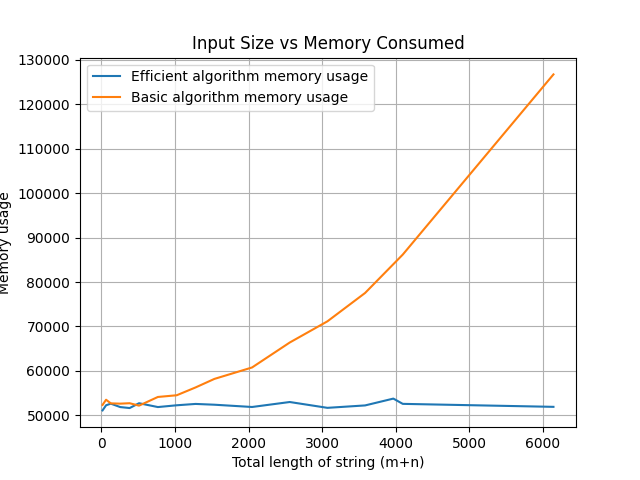 Input Size vs Memory Consumed
Efficient algorithm memory usage
Basic algorithm memory usage
130000
120000
110000
100000
90000
80000
70000
60000
50000
Memory usage
0 1000 2000 3000 4000 5000 6000
Total length of string (m+n)